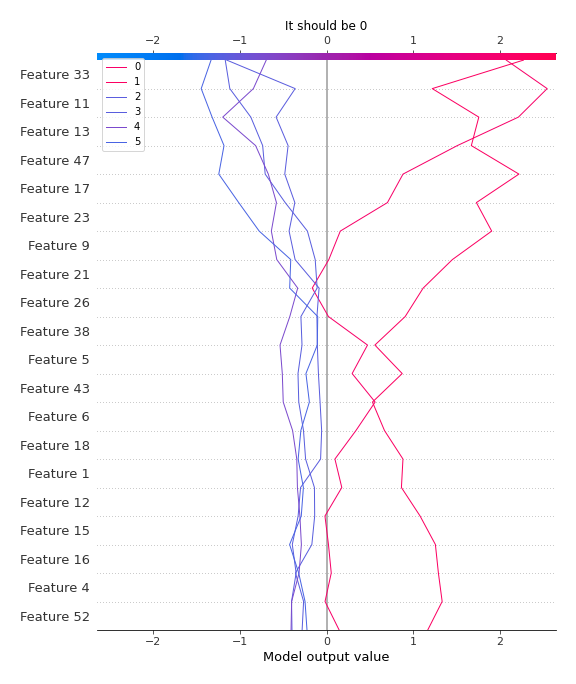 It should be 0
−2 −1 0 1 2
0
1
2
3
4
5
Feature 33
Feature 11
Feature 13
Feature 47
Feature 17
Feature 23
Feature 9
Feature 21
Feature 26
Feature 38
Feature 5
Feature 43
Feature 6
Feature 18
Feature 1
Feature 12
Feature 15
Feature 16
Feature 4
Feature 52
−2 −1 0 1 2
Model output value